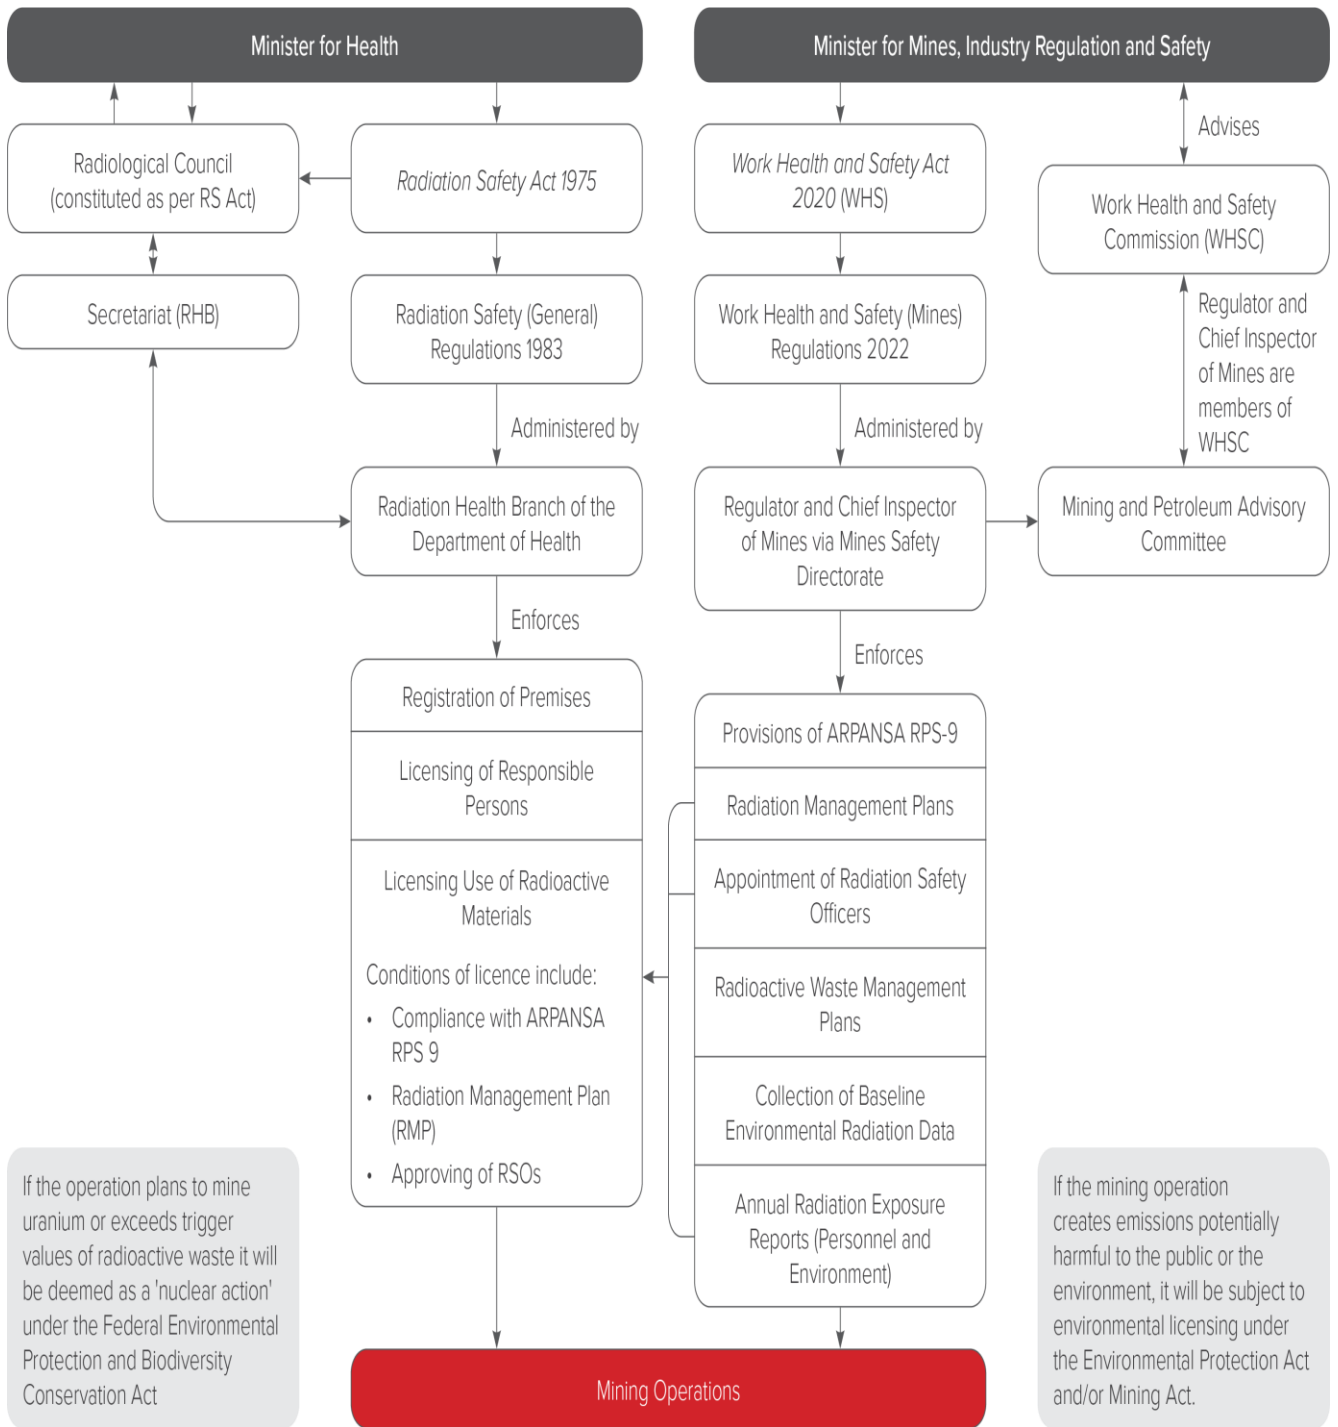 Minister for Health
Minister for Mines, Industry Regulation and Safety
Radiological Council
(constituted as per RS Act)
Radiation Safety Act 1975
Work Health and Safety Act
2020 (WHS)
Advises
Work Health and Safety
Commission (WHSC)
Secretariat (RHB)
Radiation Safety (General)
Regulations 1983
Work Health and Safety (Mines)
Regulations 2022
Regulator and
Chief Inspector
of Mines are
members of
WHSC
Administered by
Administered by
Radiation Health Branch of the
Department of Health
Regulator and Chief Inspector
of Mines via Mines Safety
Directorate
Mining and Petroleum Advisory
Committee
Enforces
Enforces
Registration of Premises
Licensing of Responsible
Persons
Licensing Use of Radioactive
Materials
Conditions of licence include:
• Compliance with ARPANSA
RPS 9
• Radiation Management Plan
(RMP)
• Approving of RSOs
Provisions of ARPANSA RPS-9
Radiation Management Plans
Appointment of Radiation Safety
Officers
Radioactive Waste Management
Plans
Collection of Baseline
Environmental Radiation Data
Annual Radiation Exposure
Reports (Personnel and
Environment)
If the operation plans to mine
uranium or exceeds trigger
values of radioactive waste it will
be deemed as a 'nuclear action'
under the Federal Environmental
Protection and Biodiversity
Conservation Act
If the mining operation
creates emissions potentially
harmful to the public or the
environment, it will be subject to
environmental licensing under
the Environmental Protection Act
and/or Mining Act.
Mining Operations